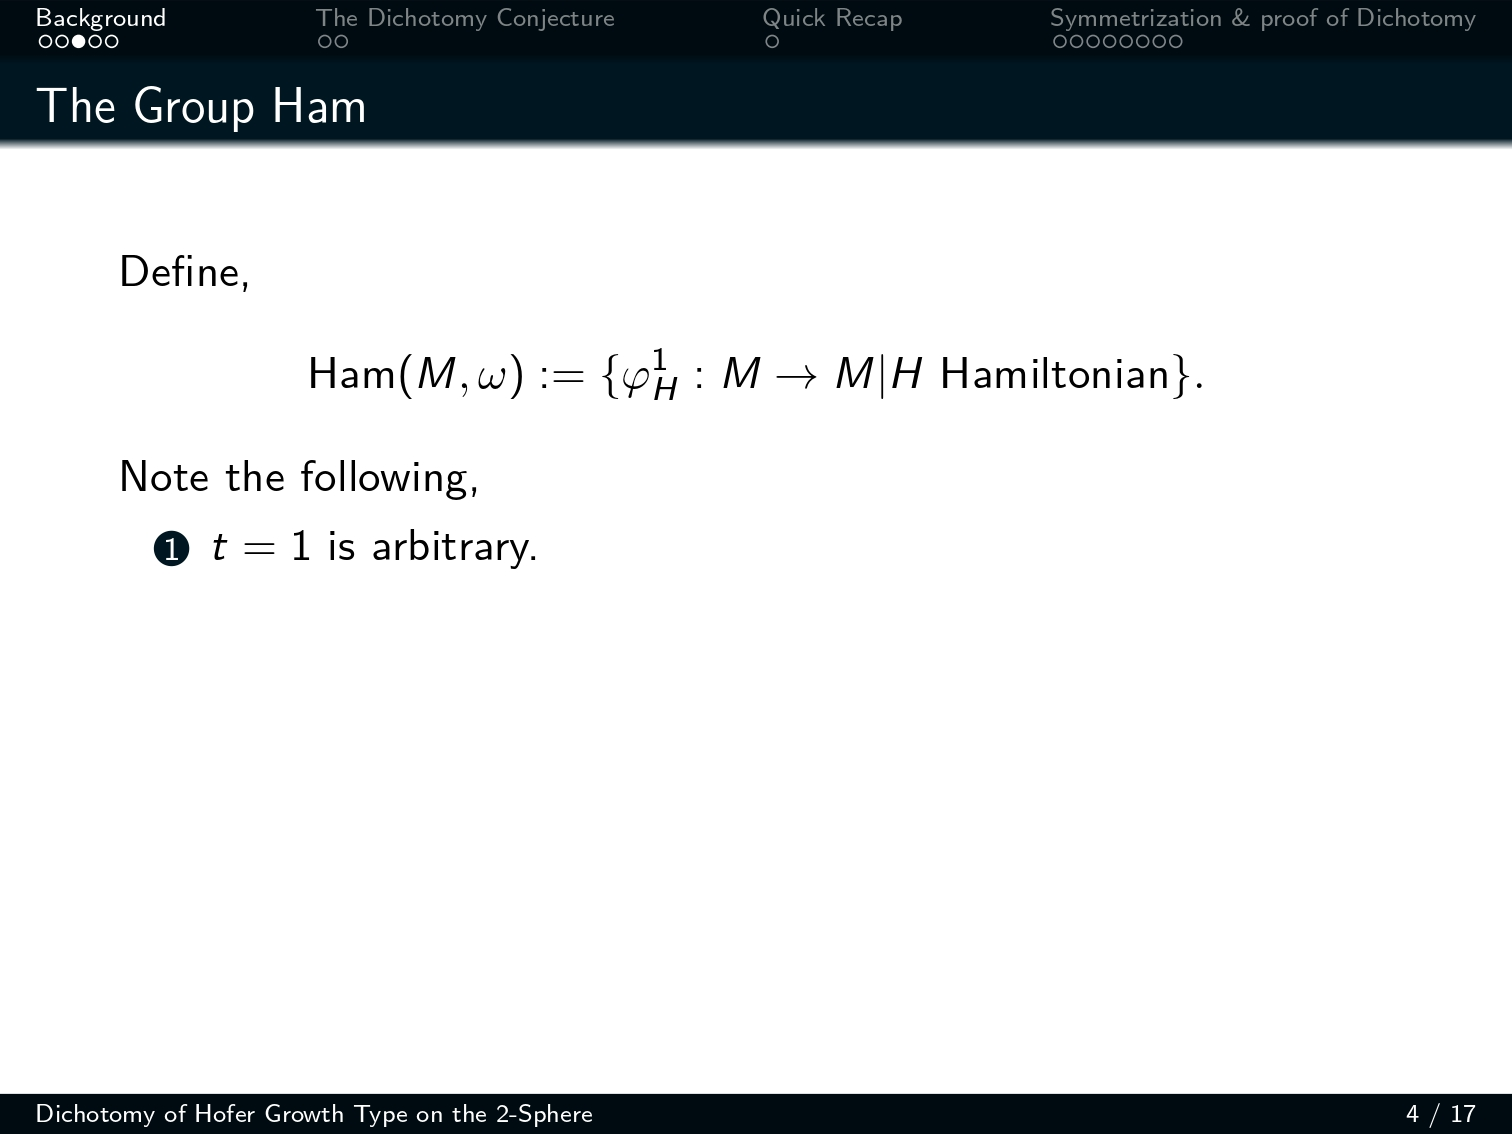 Background The Dichotomy Conjecture Quick Recap Symmetrization & proof of Dichotomy
The Group Ham
Define,
Ham(M, ω) := {φ¹_H : M → M|H Hamiltonian}.
Note the following,
1 t = 1 is arbitrary.
Dichotomy of Hofer Growth Type on the 2-Sphere 4 / 17